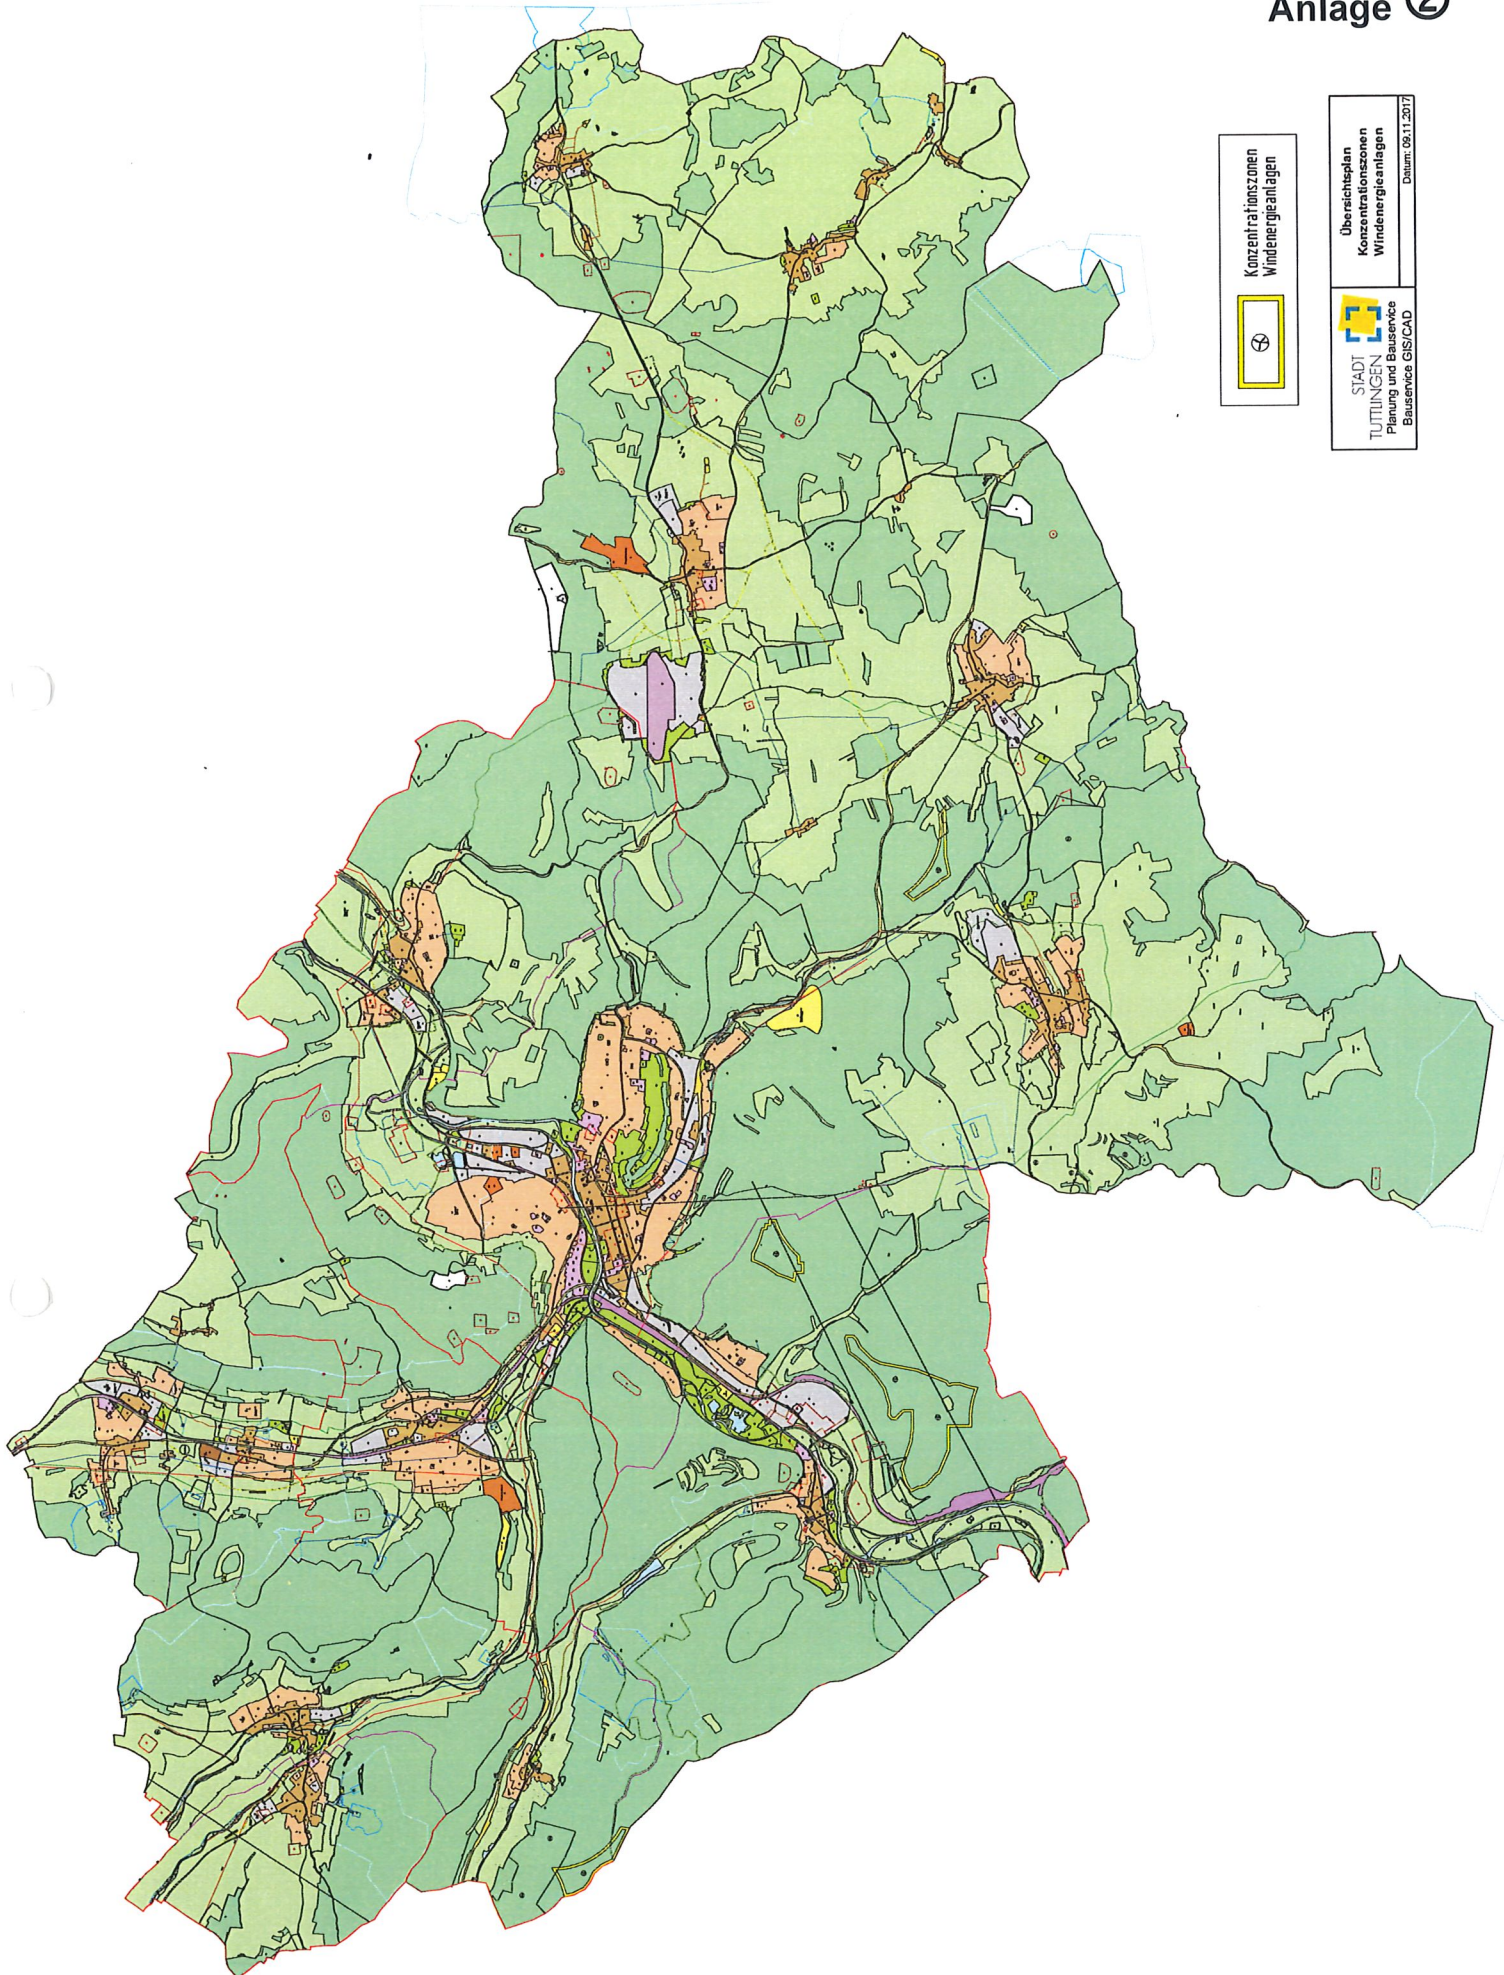 Anlage ②
Konzentrationszonen
Windenergieanlagen
Übersichtsplan
Konzentrationszonen
Windenergieanlagen
Datum: 09.11.2017
STADT
TUTTLINGEN
Planung und Bauservice
Bauservice GIS/CAD